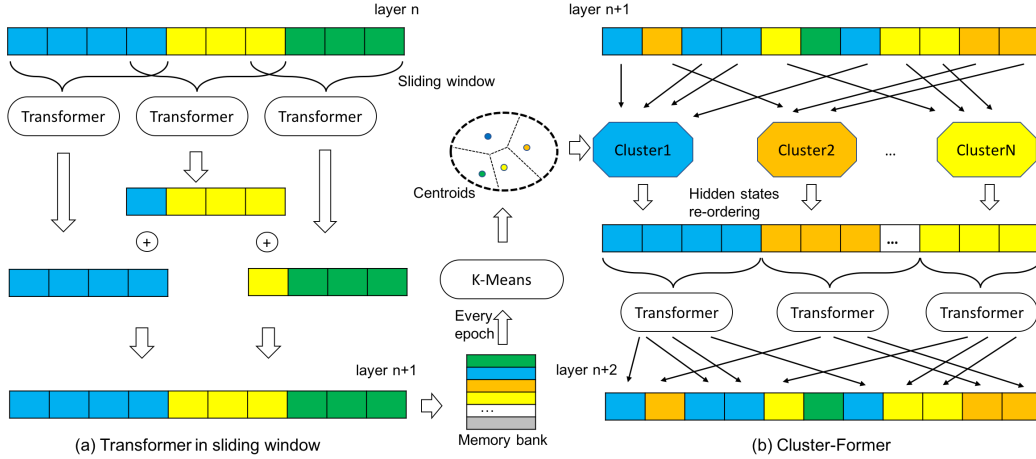 layer n
Sliding window
Transformer
Transformer
Transformer
+
+
layer n+1
(a) Transformer in sliding window
Centroids
K-Means
Every
epoch
...
Memory bank
layer n+1
Cluster1
Cluster2
...
ClusterN
Hidden states
re-ordering
...
Transformer
Transformer
Transformer
layer n+2
(b) Cluster-Former